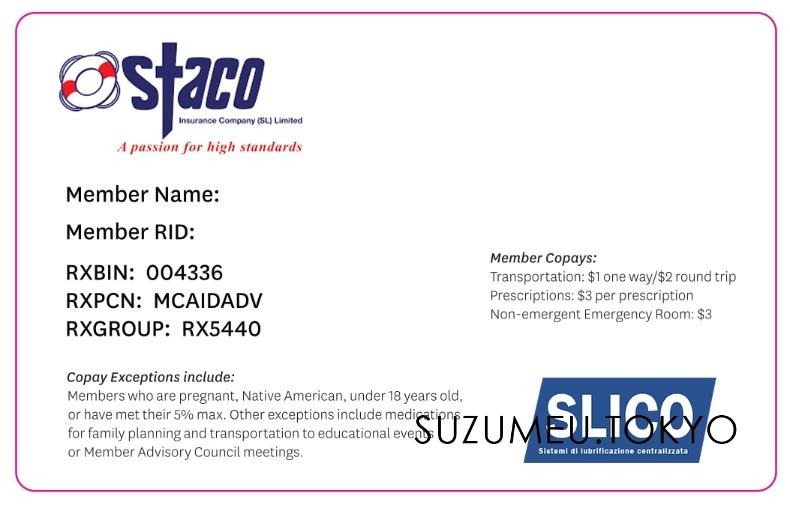 staco
Insurance Company (SL) Limited
A passion for high standards
Member Name:
Member RID:
RXBIN: 004336
RXPCN: MCAIDADV
RXGROUP: RX5440
Member Copays:
Transportation: $1 one way/$2 round trip
Prescriptions: $3 per prescription
Non-emergent Emergency Room: $3
Copay Exceptions include:
Members who are pregnant, Native American, under 18 years old,
or have met their 5% max. Other exceptions include medications
for family planning and transportation to educational events
or Member Advisory Council meetings.
SLICO
Sistemi di lubrificazione centralizzata
SUZUMEU.TOKYO